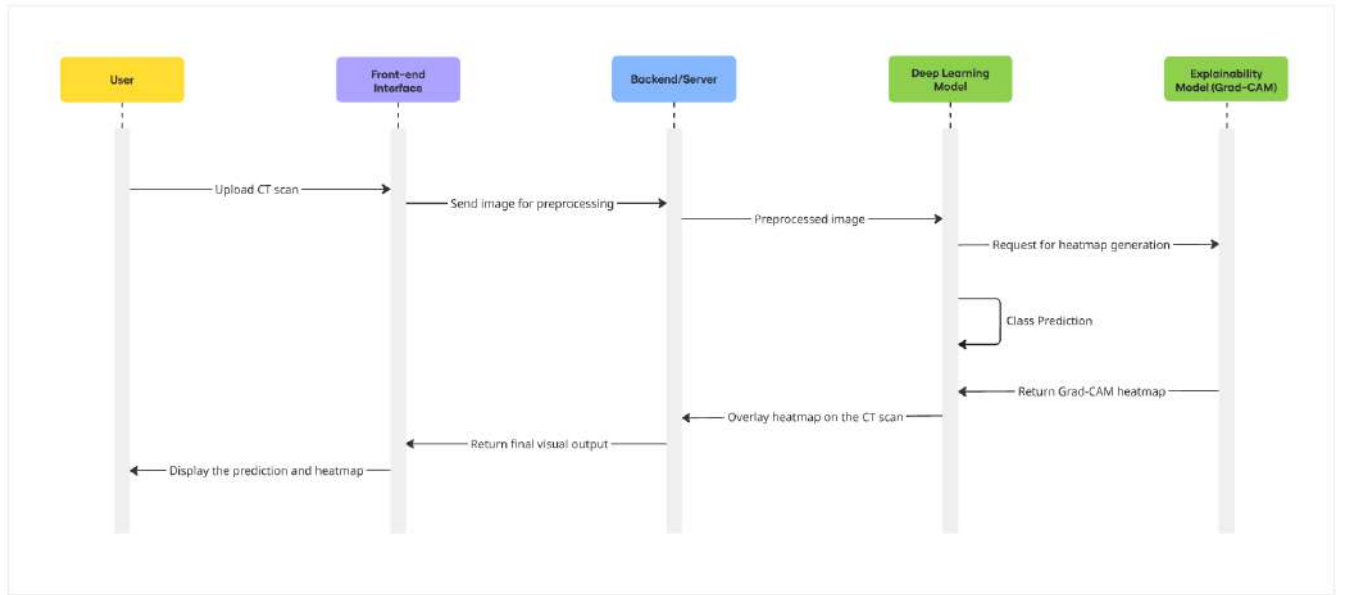 User
Front-end
Interface
Backend/Server
Deep Learning
Model
Explainability
Model (Grad-CAM)
Upload CT scan
Send image for preprocessing
Preprocessed image
Request for heatmap generation
Class Prediction
Return Grad-CAM heatmap
Overlay heatmap on the CT scan
Return final visual output
Display the prediction and heatmap